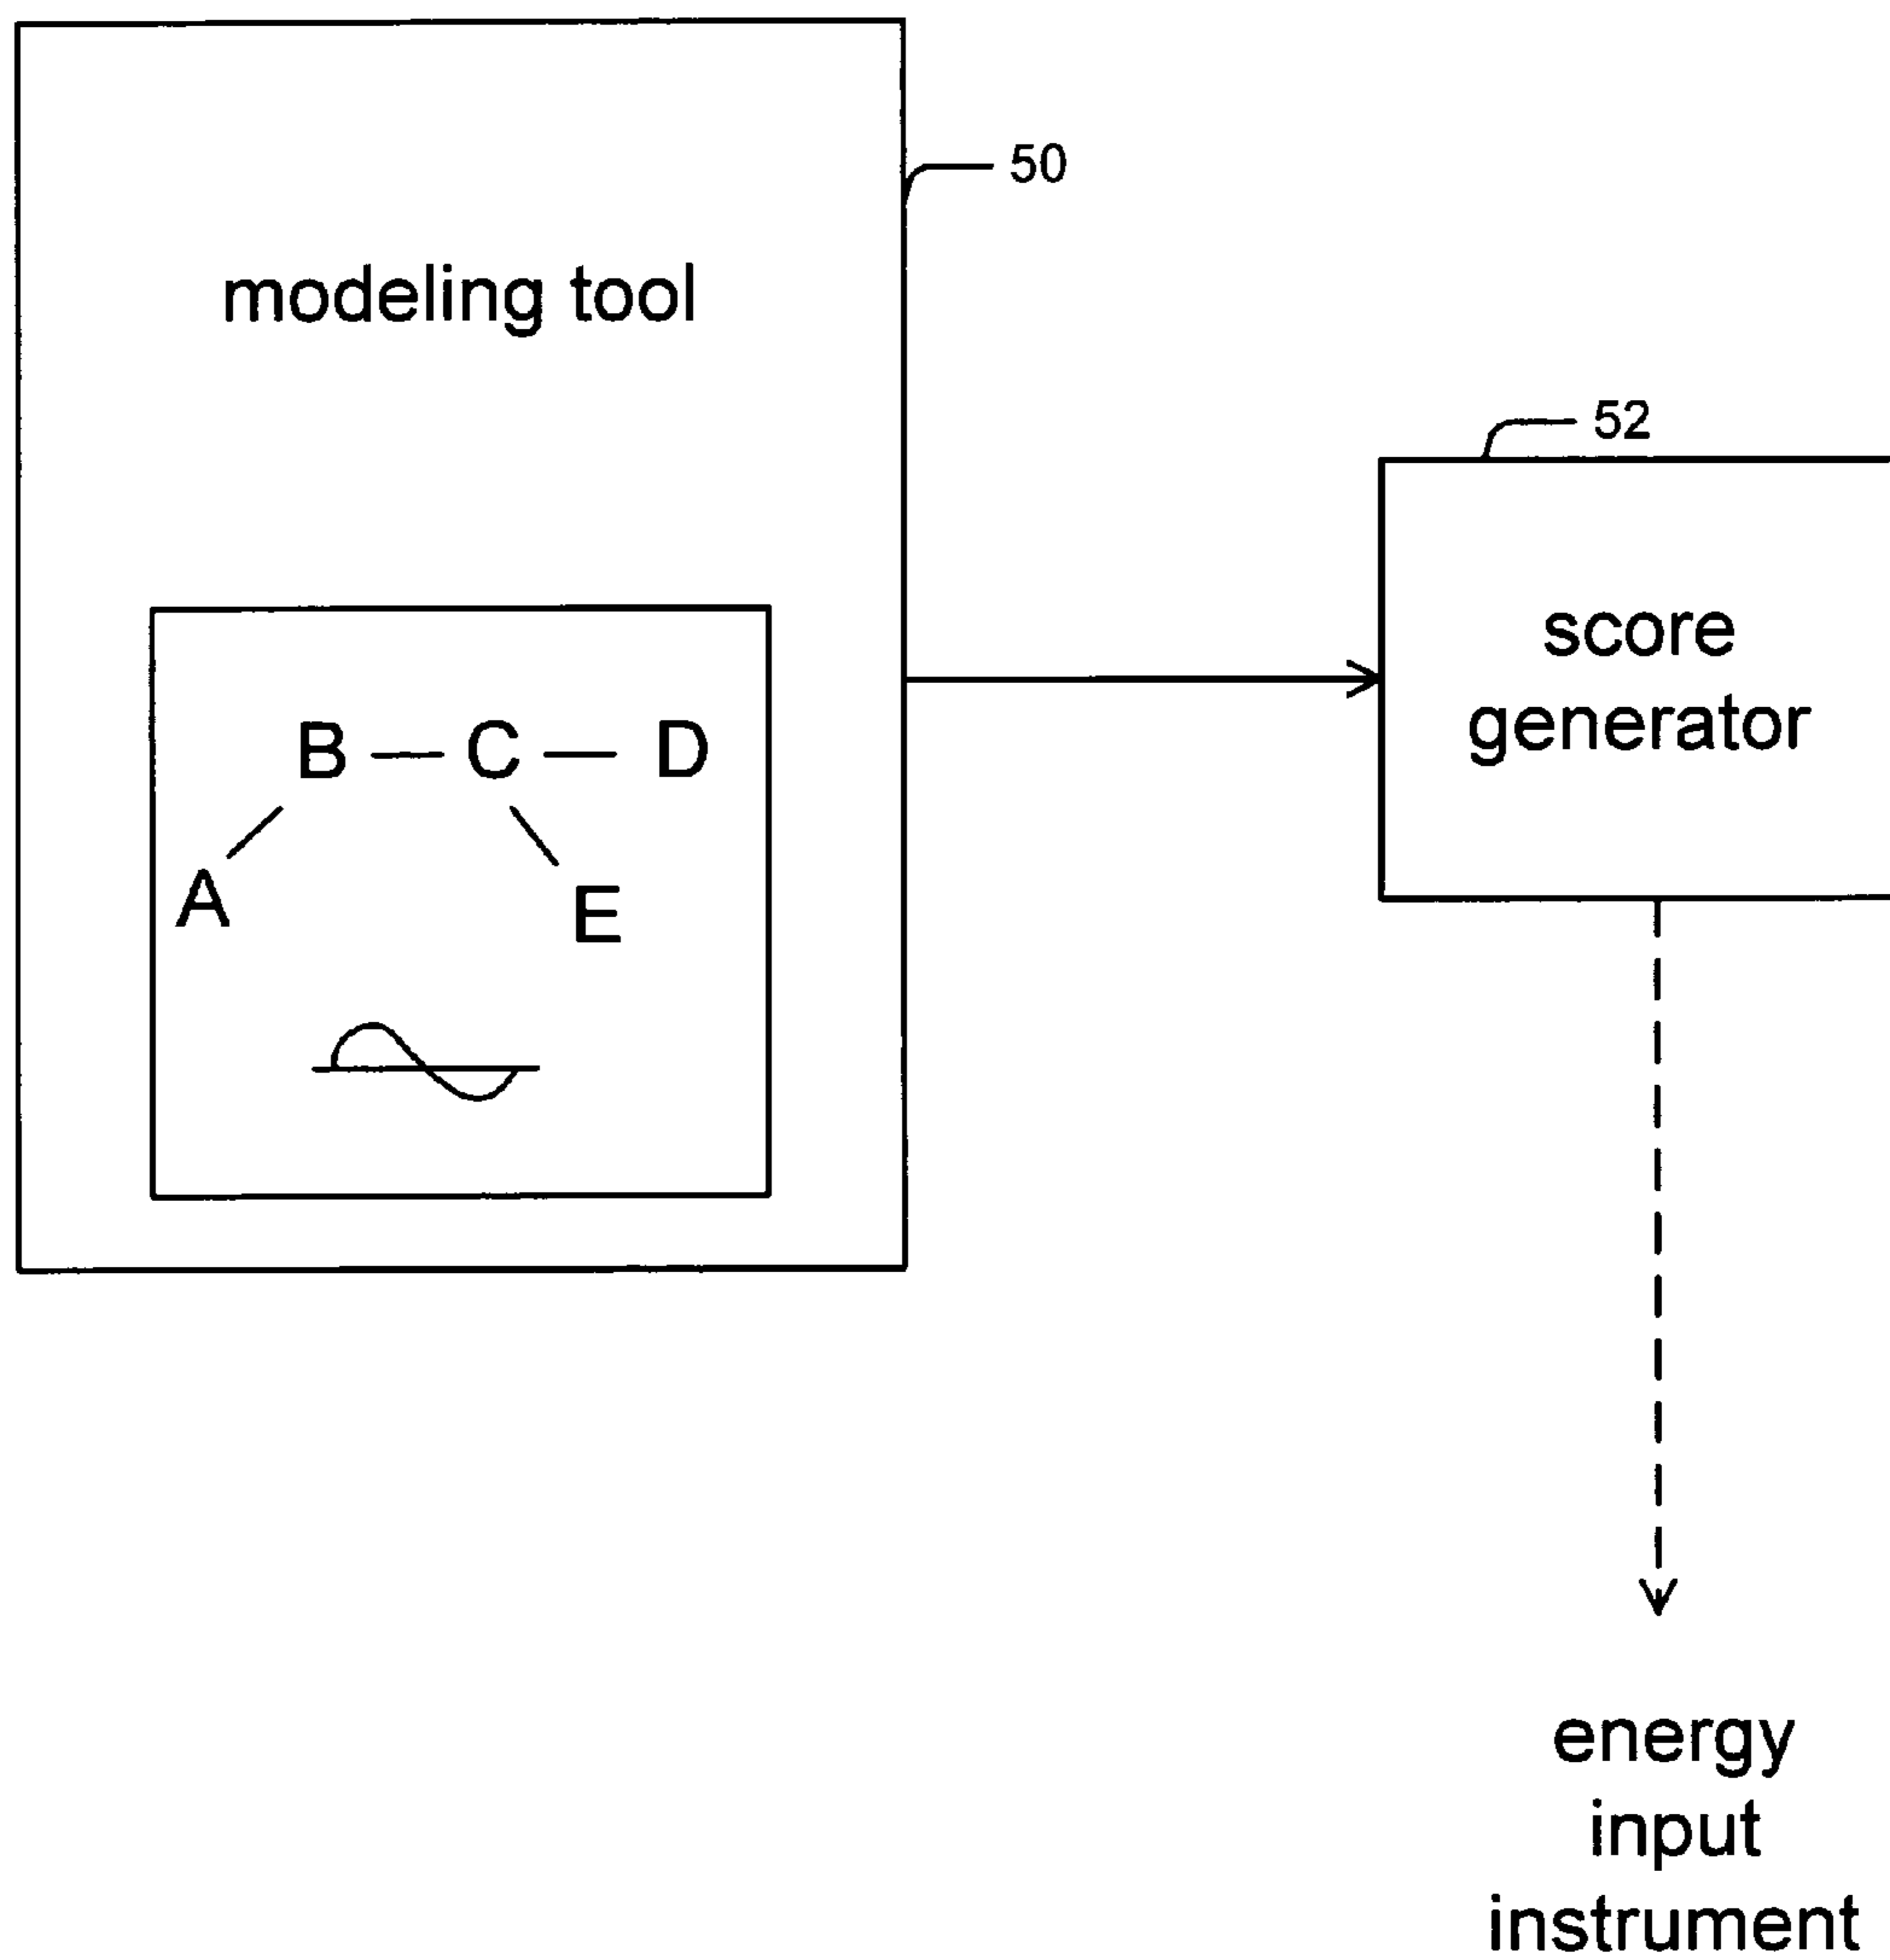 50
modeling tool
52
score
generator
B — C — D
A
E
energy
input
instrument